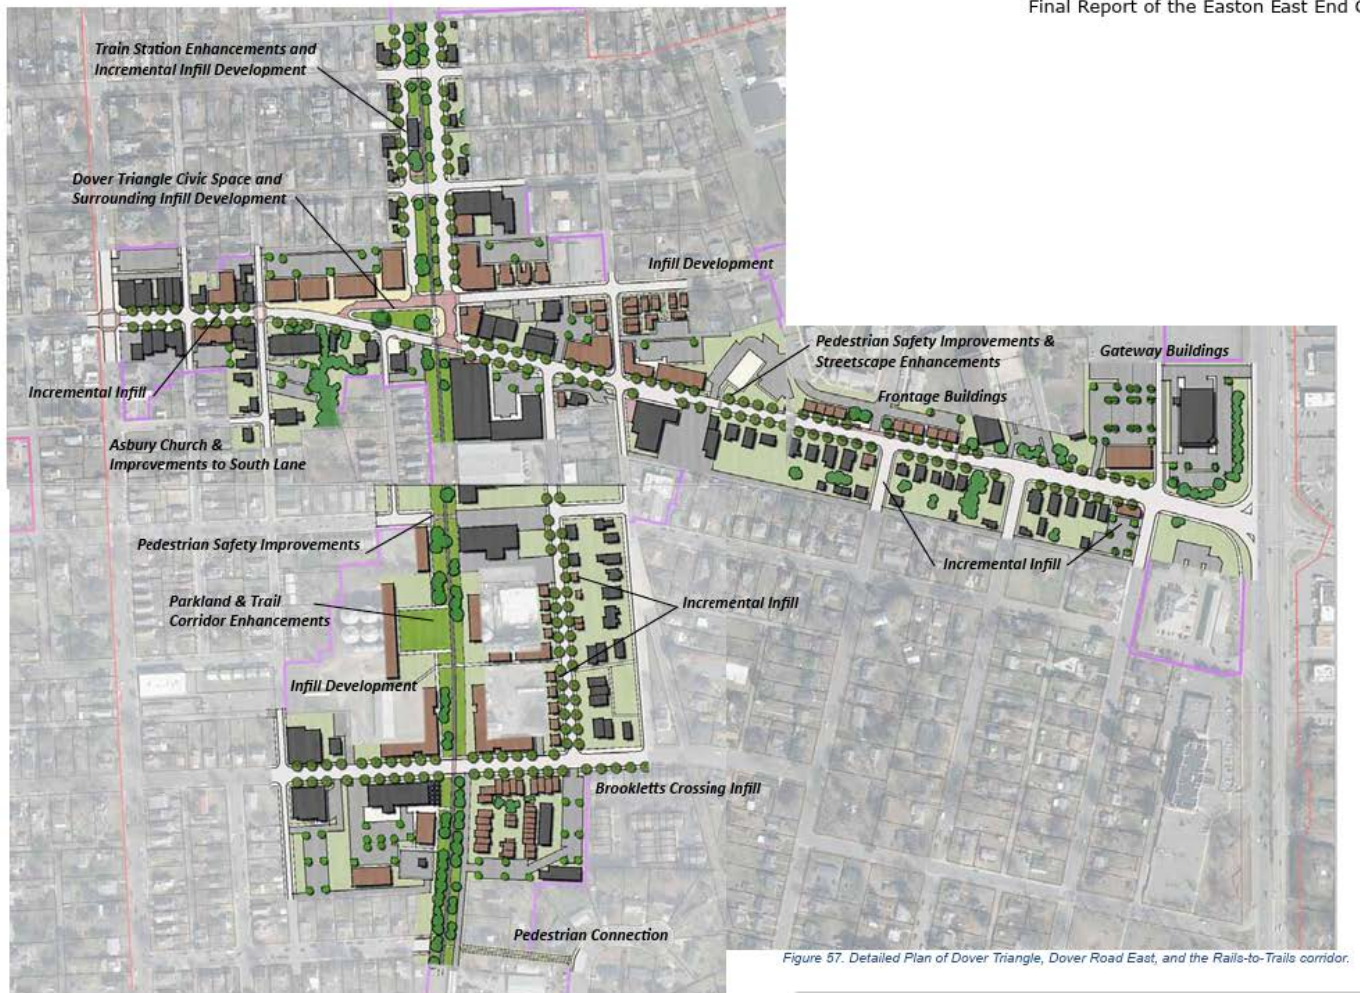 Final Report of the Easton East End
Train Station Enhancements and
Incremental Infill Development
Dover Triangle Civic Space and
Surrounding Infill Development
Infill Development
Pedestrian Safety Improvements &
Streetscape Enhancements
Gateway Buildings
Frontage Buildings
Incremental Infill
Asbury Church &
Improvements to South Lane
Pedestrian Safety Improvements
Incremental Infill
Parkland & Trail
Corridor Enhancements
Incremental Infill
Infill Development
Brookletts Crossing Infill
Pedestrian Connection
Figure 57. Detailed Plan of Dover Triangle, Dover Road East, and the Rails-to-Trails corridor.